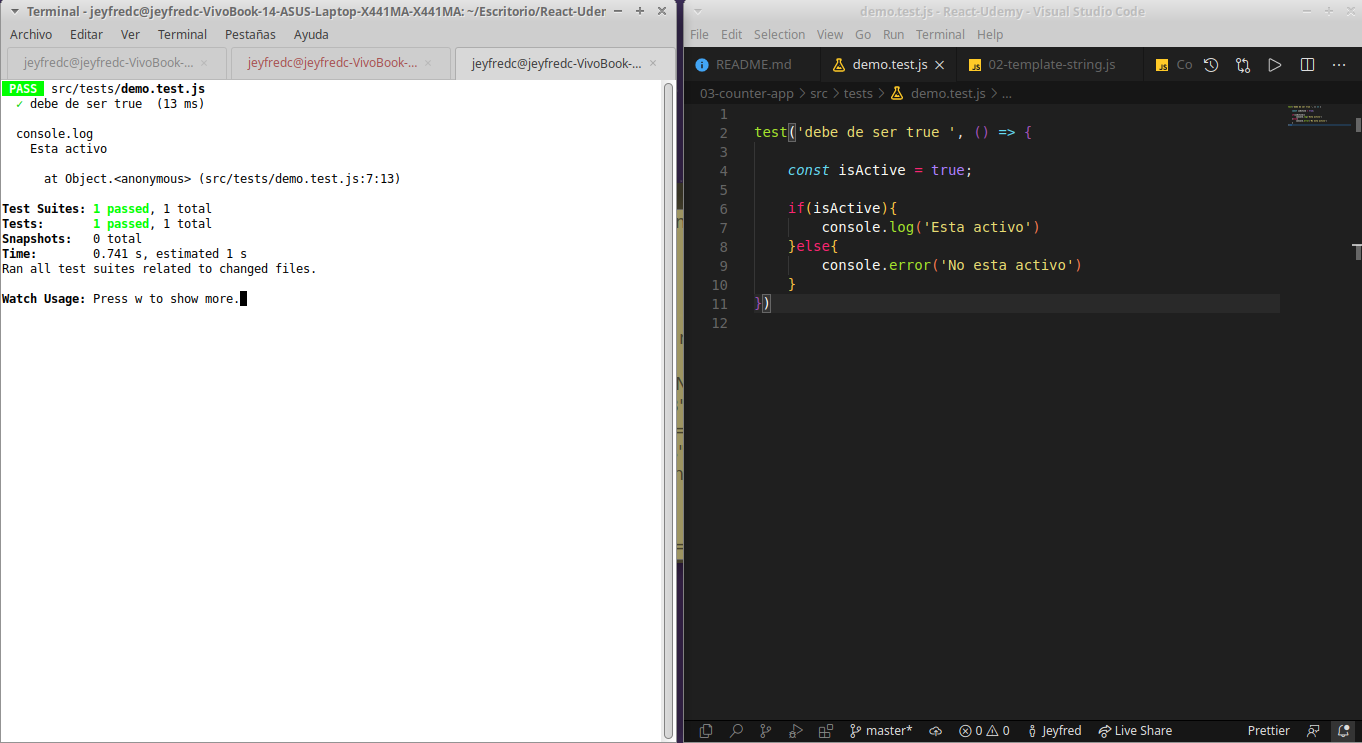 Terminal - jeyfredc@jeyfredc-VivoBook-14-ASUS-Laptop-X441MA-X441MA: ~/Escritorio/React-Uder
Archivo Editar Ver Terminal Pestañas Ayuda
jeyfredc@jeyfredc-VivoBook-... jeyfredc@jeyfredc-VivoBook-... jeyfredc@jeyfredc-VivoBook-...
PASS src/tests/demo.test.js
✓ debe de ser true (13 ms)
console.log
Esta activo
at Object.<anonymous> (src/tests/demo.test.js:7:13)
Test Suites: 1 passed, 1 total
Tests: 1 passed, 1 total
Snapshots: 0 total
Time: 0.741 s, estimated 1 s
Ran all test suites related to changed files.
Watch Usage: Press w to show more.
demo.test.js - React-Udemy - Visual Studio Code
File Edit Selection View Go Run Terminal Help
README.md demo.test.js JS 02-template-string.js JS Co
03-counter-app > src > tests > demo.test.js > ...
1
2 test('debe de ser true ', () => {
3
4 const isActive = true;
5
6 if(isActive){
7 console.log('Esta activo')
8 }else{
9 console.error('No esta activo')
10 }
11 })
12
master* 0 0 Jeyfred Live Share Prettier